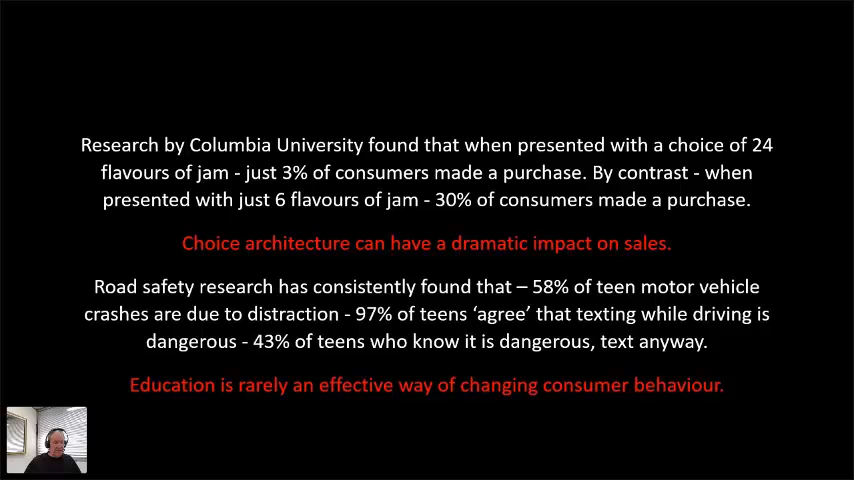 Research by Columbia University found that when presented with a choice of 24
flavours of jam - just 3% of consumers made a purchase. By contrast - when
presented with just 6 flavours of jam - 30% of consumers made a purchase.
Choice architecture can have a dramatic impact on sales.
Road safety research has consistently found that – 58% of teen motor vehicle
crashes are due to distraction - 97% of teens ‘agree’ that texting while driving is
dangerous - 43% of teens who know it is dangerous, text anyway.
Education is rarely an effective way of changing consumer behaviour.